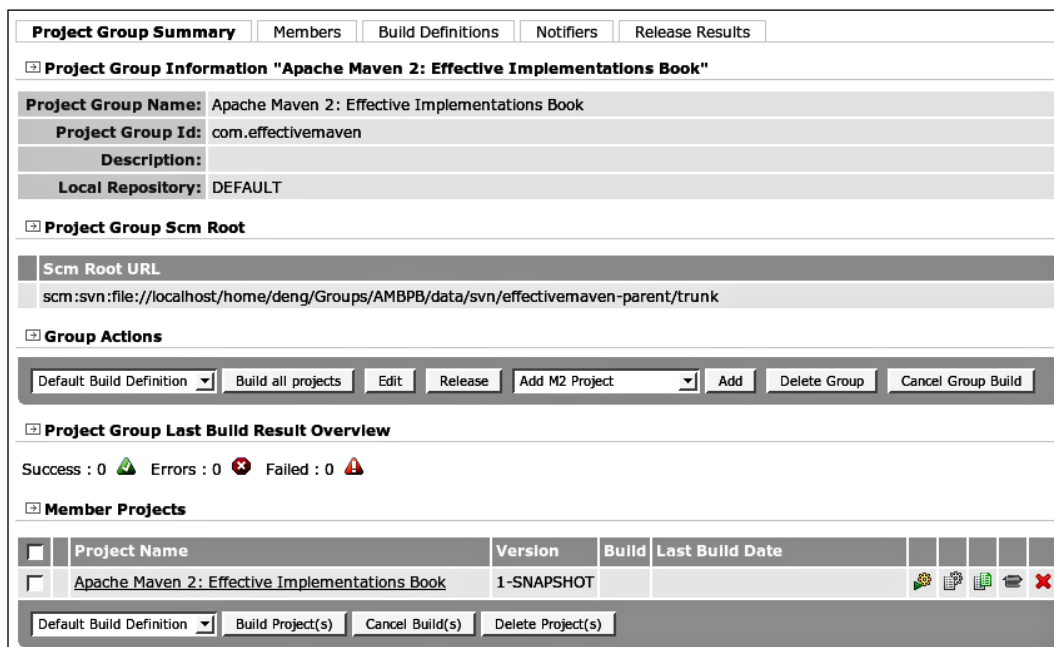 Project Group Summary Members Build Definitions Notifiers Release Results
Project Group Information "Apache Maven 2: Effective Implementations Book"
Project Group Name: Apache Maven 2: Effective Implementations Book
Project Group Id: com.effectivemaven
Description:
Local Repository: DEFAULT
Project Group Scm Root
Scm Root URL
scm:svn:file://localhost/home/deng/Groups/AMBPB/data/svn/effectivemaven-parent/trunk
Group Actions
Default Build Definition Build all projects Edit Release Add M2 Project Add Delete Group Cancel Group Build
Project Group Last Build Result Overview
Success : 0 Errors : 0 Failed : 0
Member Projects
Project Name Version Build Last Build Date
Apache Maven 2: Effective Implementations Book 1-SNAPSHOT
Default Build Definition Build Project(s) Cancel Build(s) Delete Project(s)